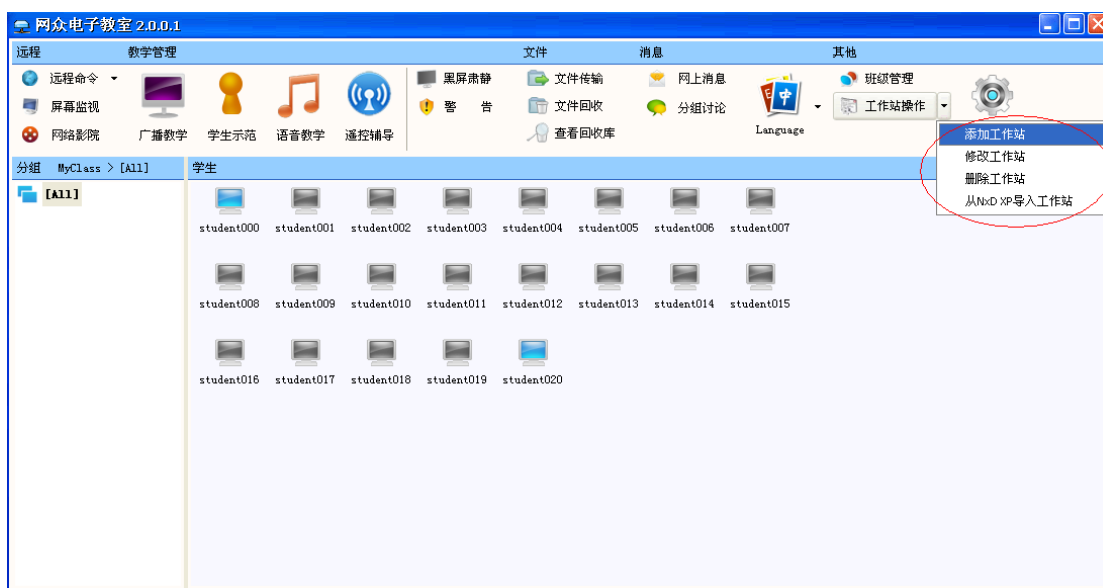 网众电子教室 2.0.0.1
远程 教学管理 文件 消息 其他
远程命令 黑屏肃静 文件传输 网上消息 班级管理
屏幕监视 警 告 文件回收 分组讨论 工作站操作
网络影院 广播教学 学生示范 语音教学 遥控辅导 查看回收库 Language
添加工作站
修改工作站
删除工作站
从NxD XP导入工作站
分组 MyClass > [All] 学生
[All]
student000 student001 student002 student003 student004 student005 student006 student007
student008 student009 student010 student011 student012 student013 student014 student015
student016 student017 student018 student019 student020